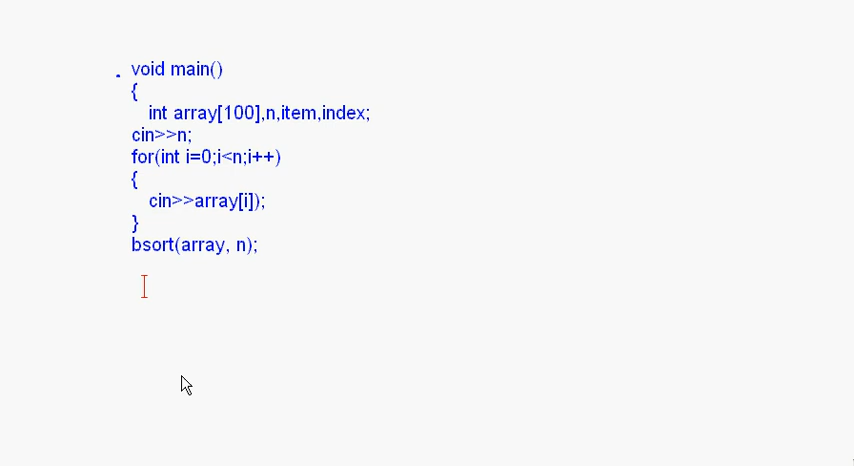 void main()
{
int array[100],n,item,index;
cin>>n;
for(int i=0;i<n;i++)
{
cin>>array[i]);
}
bsort(array, n);